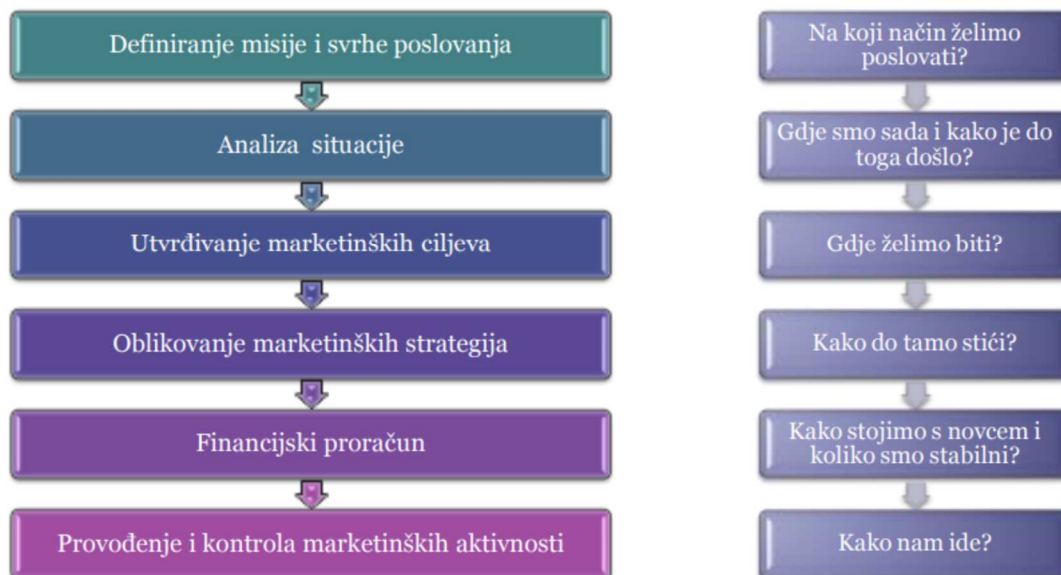 Definiranje misije i svrhe poslovanja
Na koji način želimo
poslovati?
Analiza situacije
Gdje smo sada i kako je do
toga došlo?
Utvrđivanje marketinških ciljeva
Gdje želimo biti?
Oblikovanje marketinških strategija
Kako do tamo stići?
Financijski proračun
Kako stojimo s novcem i
koliko smo stabilni?
Provođenje i kontrola marketinških aktivnosti
Kako nam ide?